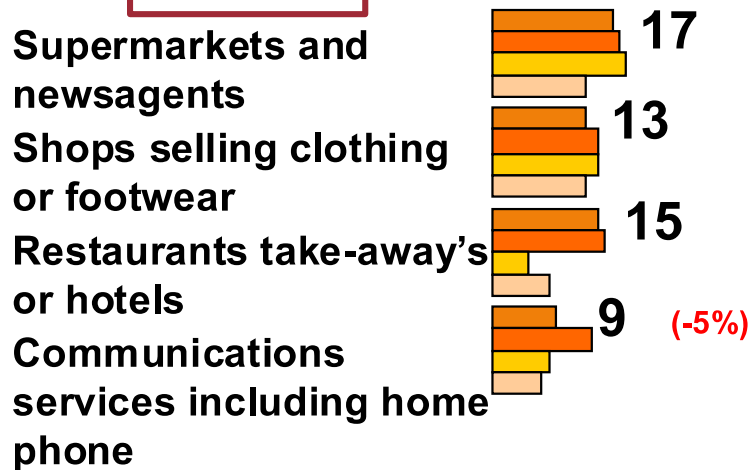 Supermarkets and
newsagents
17
Shops selling clothing
or footwear
13
Restaurants take-away's
or hotels
15
Communications
services including home
phone
9 (-5%)